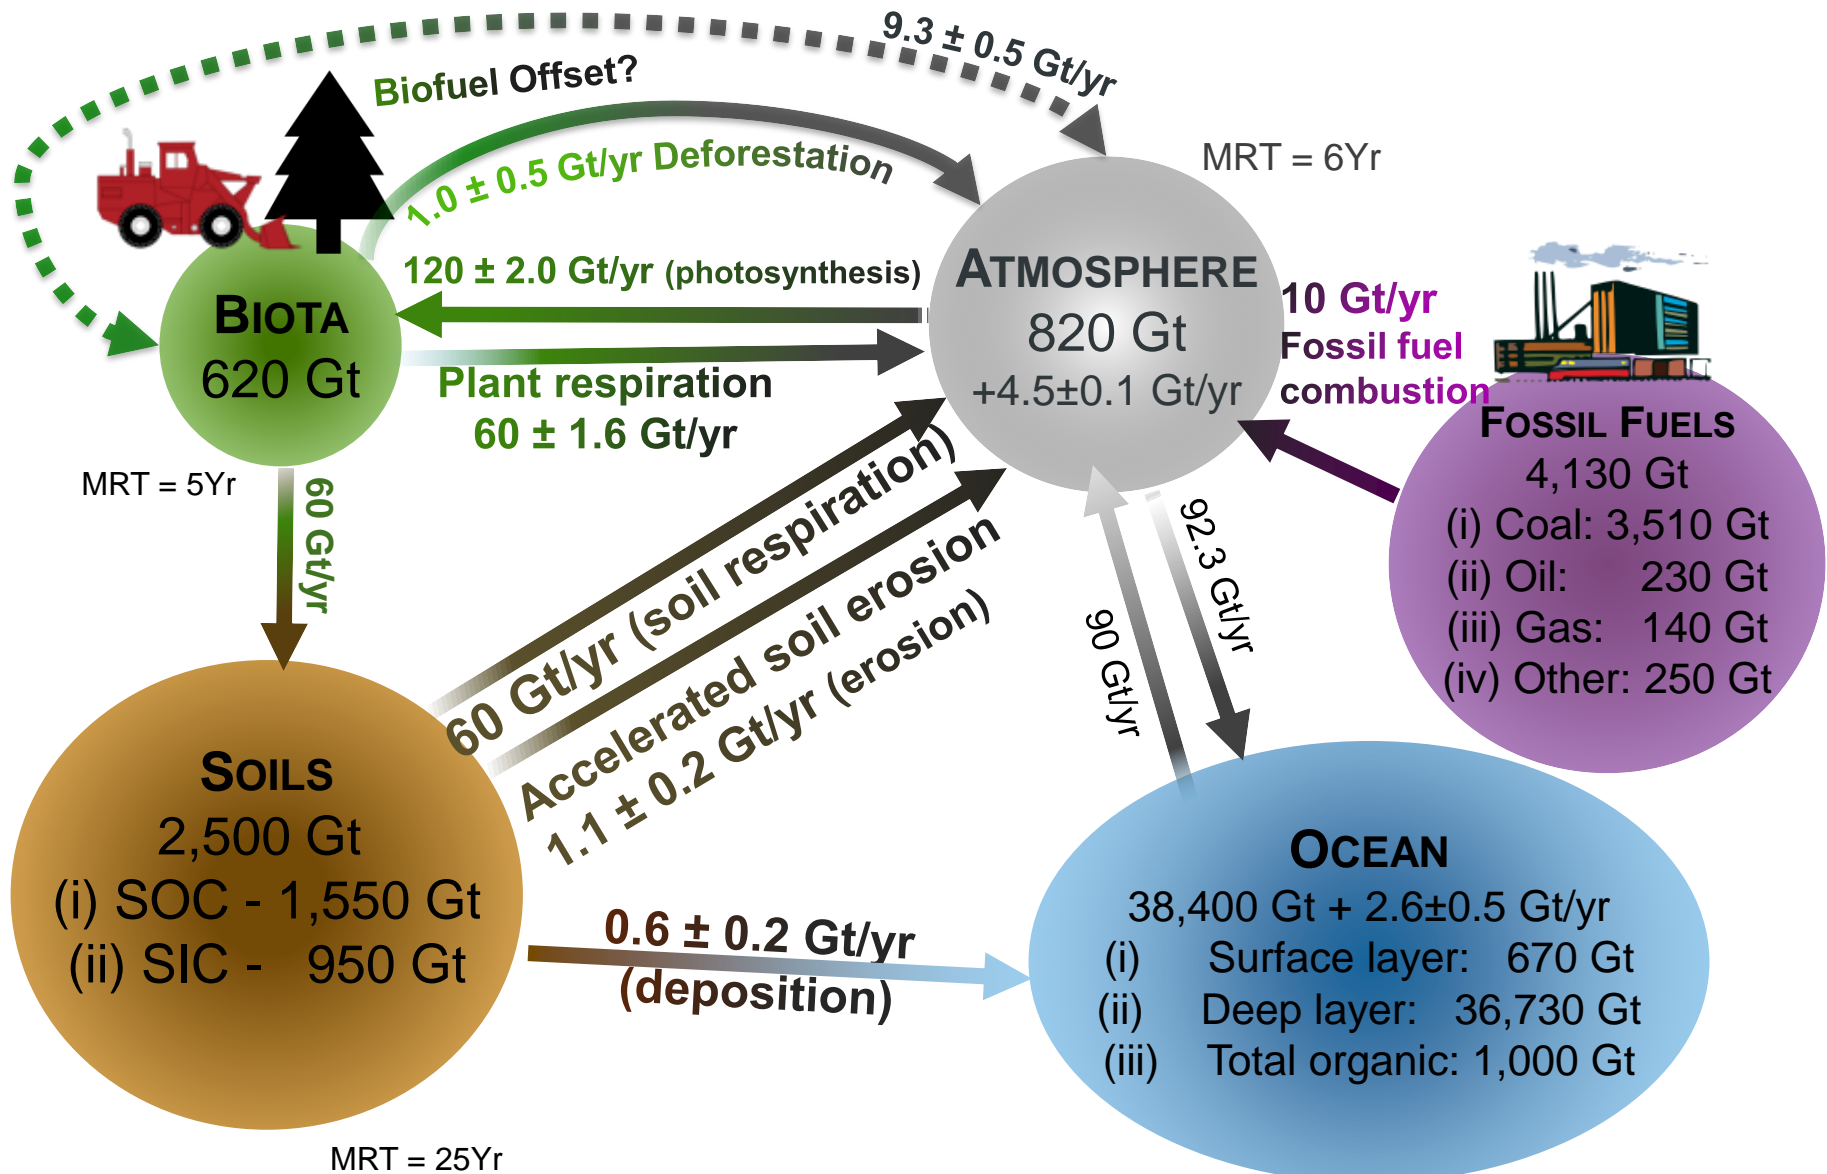 9.3 ± 0.5 Gt/yr
Biofuel Offset?
1.0 ± 0.5 Gt/yr Deforestation
MRT = 6Yr
120 ± 2.0 Gt/yr (photosynthesis)
BIOTA
620 Gt
ATMOSPHERE
820 Gt
+4.5±0.1 Gt/yr
10 Gt/yr
Fossil fuel
combustion
Plant respiration
60 ± 1.6 Gt/yr
MRT = 5Yr
60 Gt/yr
FOSSIL FUELS
4,130 Gt
(i) Coal: 3,510 Gt
(ii) Oil: 230 Gt
(iii) Gas: 140 Gt
(iv) Other: 250 Gt
60 Gt/yr (soil respiration)
Accelerated soil erosion
1.1 ± 0.2 Gt/yr (erosion)
90 Gt/yr
92.3 Gt/yr
SOILS
2,500 Gt
(i) SOC - 1,550 Gt
(ii) SIC - 950 Gt
0.6 ± 0.2 Gt/yr
(deposition)
OCEAN
38,400 Gt + 2.6±0.5 Gt/yr
(i) Surface layer: 670 Gt
(ii) Deep layer: 36,730 Gt
(iii) Total organic: 1,000 Gt
MRT = 25Yr